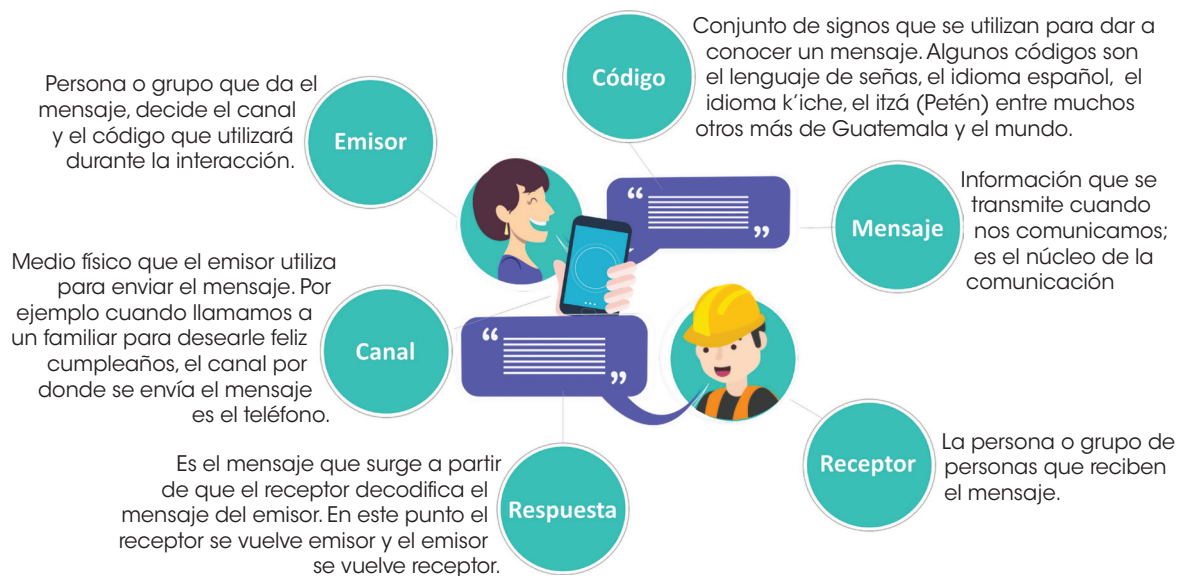 Emisor
Persona o grupo que da el
mensaje, decide el canal
y el código que utilizará
durante la interacción.
Código
Conjunto de signos que se utilizan para dar a
conocer un mensaje. Algunos códigos son
el lenguaje de señas, el idioma español, el
idioma k’iche, el itzá (Petén) entre muchos
otros más de Guatemala y el mundo.
Mensaje
Información que se
transmite cuando
nos comunicamos;
es el núcleo de la
comunicación
“
”
Canal
Medio físico que el emisor utiliza
para enviar el mensaje. Por
ejemplo cuando llamamos a
un familiar para desearle feliz
cumpleaños, el canal por
donde se envía el mensaje
es el teléfono.
“
”
Receptor
La persona o grupo de
personas que reciben
el mensaje.
Respuesta
Es el mensaje que surge a partir
de que el receptor decodifica el
mensaje del emisor. En este punto el
receptor se vuelve emisor y el emisor
se vuelve receptor.